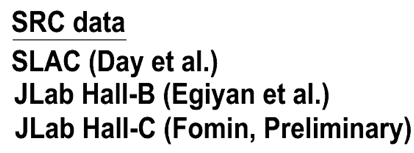 SRC data
SLAC (Day et al.)
JLab Hall-B (Egiyan et al.)
JLab Hall-C (Fomin, Preliminary)